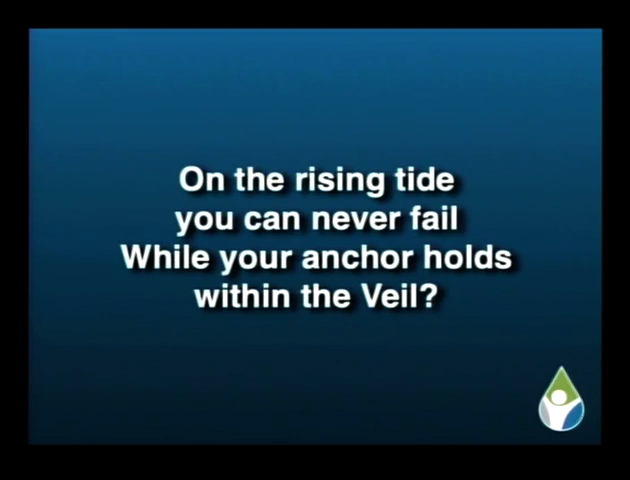 On the rising tide
you can never fail
While your anchor holds
within the Veil?